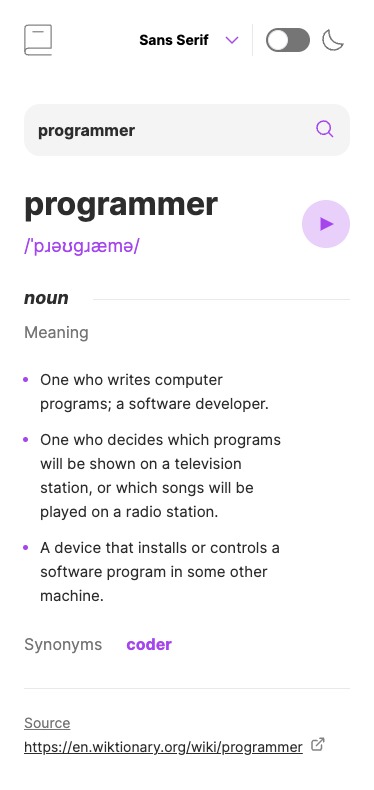 Sans Serif
programmer
programmer
/ˈpɹəʊɡɹæmə/
noun
Meaning
One who writes computer
programs; a software developer.
One who decides which programs
will be shown on a television
station, or which songs will be
played on a radio station.
A device that installs or controls a
software program in some other
machine.
Synonyms coder
Source
https://en.wiktionary.org/wiki/programmer